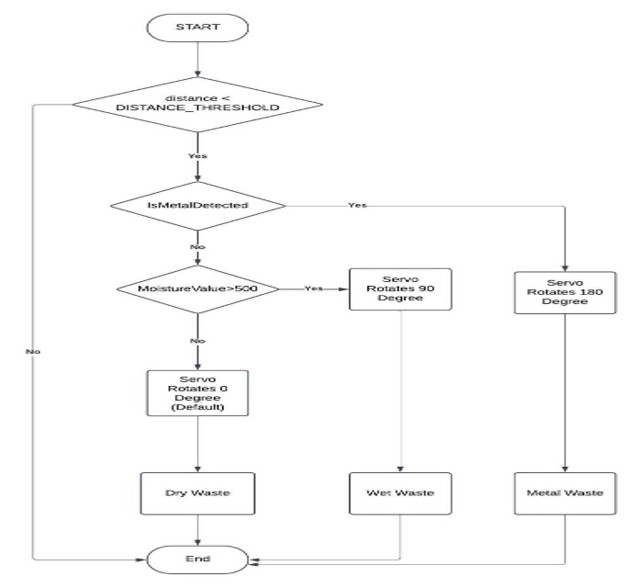 START
distance <
DISTANCE_THRESHOLD
Yes
IsMetalDetected
Yes
No
MoistureValue>500
Yes
Servo
Rotates 90
Degree
Servo
Rotates 180
Degree
No
No
Servo
Rotates 0
Degree
(Default)
Dry Waste
Wet Waste
Metal Waste
End